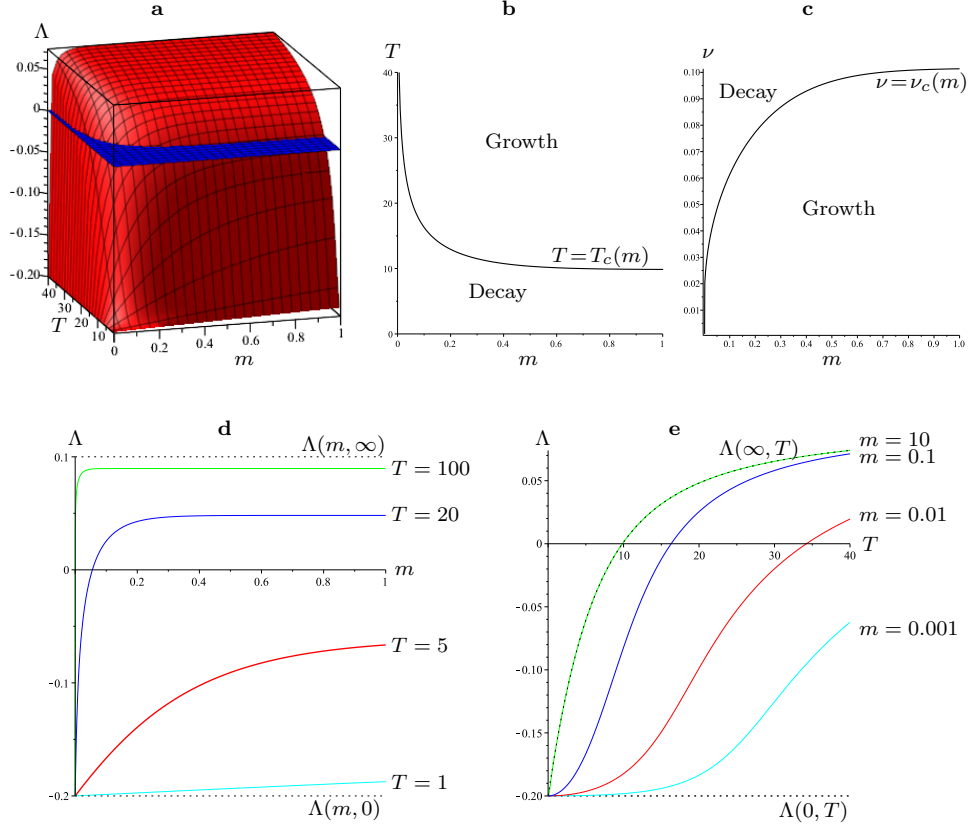 a
Λ
0.05
0
−0.05
−0.10
−0.15
−0.20
40
30
20
10
T
0
0.2
0.4
0.6
0.8
1
m
b
T
40
30
20
10
0
0
0.2
0.4
0.6
0.8
1
m
Growth
T = T_c(m)
Decay
c
ν
0.10
0.09
0.08
0.07
0.06
0.05
0.04
0.03
0.02
0.01
0.1 0.2 0.3 0.4 0.5 0.6 0.7 0.8 0.9 1.0
m
Decay
ν = ν_c(m)
Growth
d
Λ
Λ(m, ∞)
0.1
T = 100
T = 20
0
0.2 0.4 0.6 0.8 1
m
T = 5
-0.1
T = 1
-0.2
Λ(m, 0)
e
Λ
Λ(∞, T)
m = 10
m = 0.1
0.05
m = 0.01
0
10 20 30 40
T
−0.05
m = 0.001
−0.10
−0.15
−0.20
Λ(0, T)